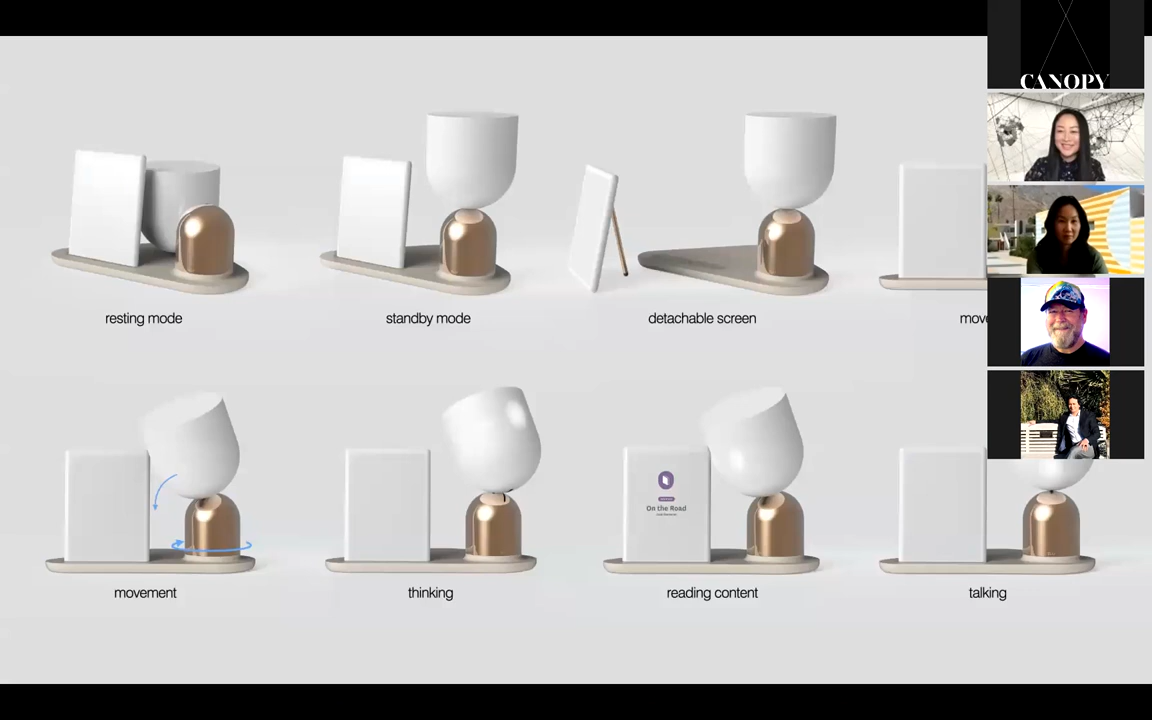 CANOPY
resting mode
standby mode
detachable screen
move
On the Road
movement
thinking
reading content
talking